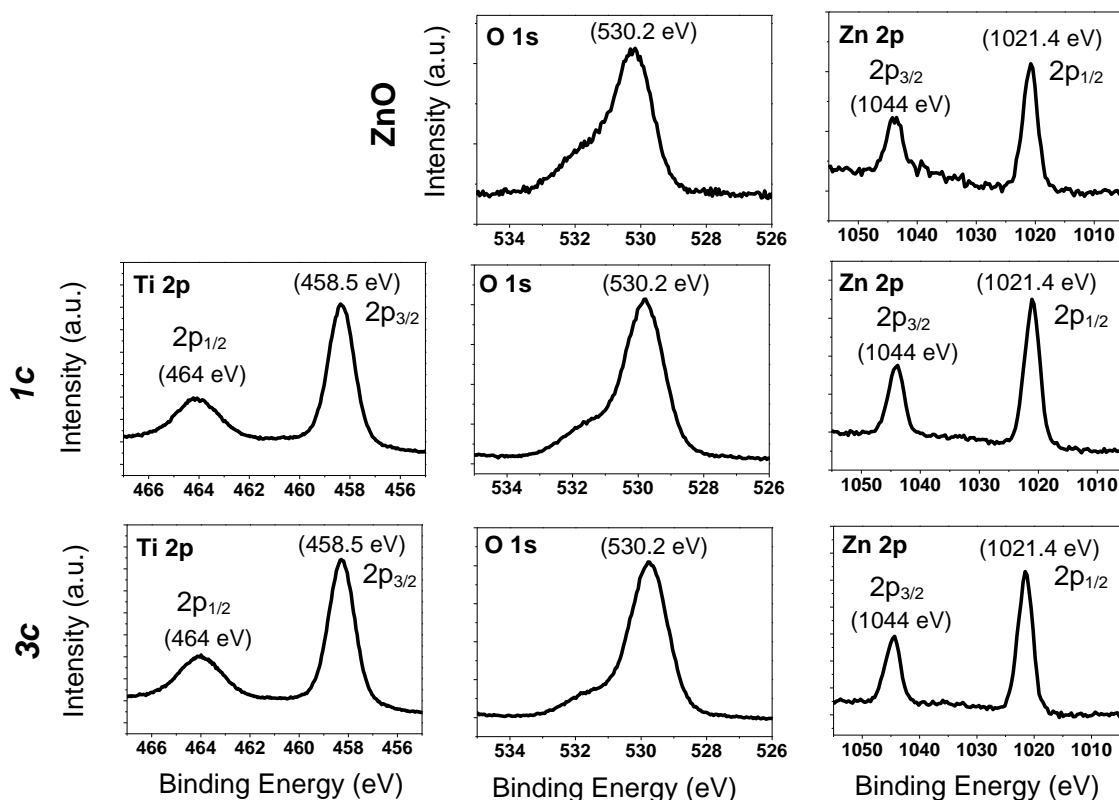 ZnO
O 1s
(530.2 eV)
Intensity (a.u.)
534 532 530 528 526
Zn 2p
(1021.4 eV)
2p3/2
2p1/2
(1044 eV)
1050 1040 1030 1020 1010
1c
Ti 2p
(458.5 eV)
2p3/2
2p1/2
(464 eV)
Intensity (a.u.)
466 464 462 460 458 456
O 1s
(530.2 eV)
534 532 530 528 526
Zn 2p
(1021.4 eV)
2p3/2
2p1/2
(1044 eV)
1050 1040 1030 1020 1010
3c
Ti 2p
(458.5 eV)
2p3/2
2p1/2
(464 eV)
Intensity (a.u.)
466 464 462 460 458 456
Binding Energy (eV)
O 1s
(530.2 eV)
534 532 530 528 526
Binding Energy (eV)
Zn 2p
(1021.4 eV)
2p3/2
2p1/2
(1044 eV)
1050 1040 1030 1020 1010
Binding Energy (eV)